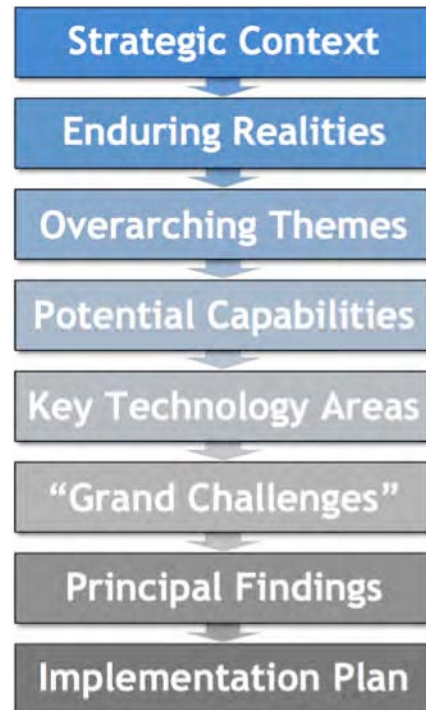 Strategic Context
Enduring Realities
Overarching Themes
Potential Capabilities
Key Technology Areas
“Grand Challenges”
Principal Findings
Implementation Plan